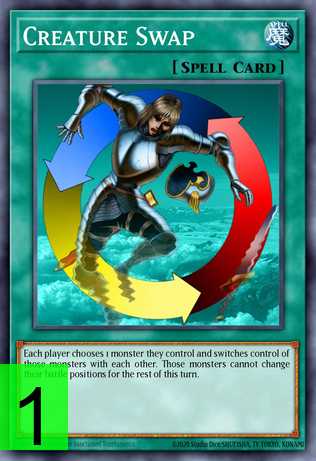 CREATURE SWAP
魔
[ SPELL CARD ]
Each player chooses 1 monster they control and switches control of
those monsters with each other. Those monsters cannot change
their battle positions for the rest of this turn.
1
©2020 Studio Dice/SHUEISHA, TV TOKYO, KONAMI